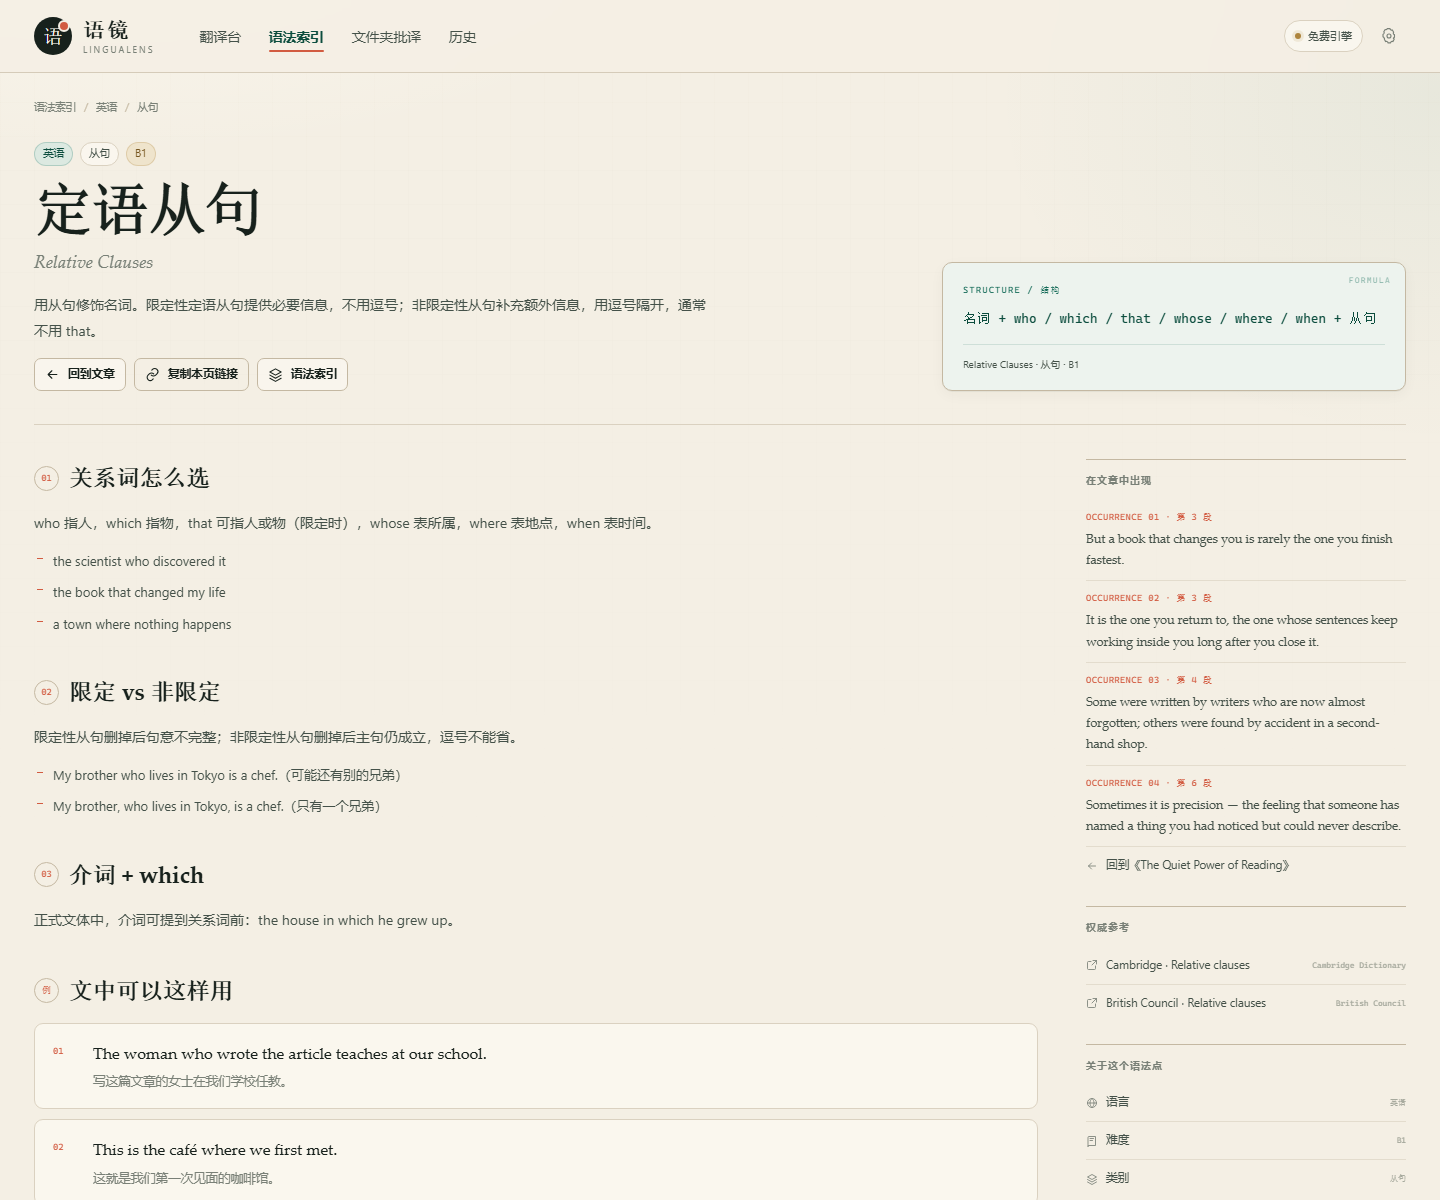 语 语镜
LINGUALENS
翻译台 语法索引 文件夹批译 历史
免费引擎
语法索引 / 英语 / 从句
英语 从句 B1
定语从句
Relative Clauses
用从句修饰名词。限定性定语从句提供必要信息，不用逗号；非限定性从句补充额外信息，用逗号隔开，通常
不用 that。
回到文章 复制本页链接 语法索引
FORMULA
STRUCTURE / 结构
名词 + who / which / that / whose / where / when + 从句
Relative Clauses · 从句 · B1
01 关系词怎么选
who 指人，which 指物，that 可指人或物（限定时），whose 表所属，where 表地点，when 表时间。
– the scientist who discovered it
– the book that changed my life
– a town where nothing happens
02 限定 vs 非限定
限定性从句删掉后句意不完整；非限定性从句删掉后主句仍成立，逗号不能省。
– My brother who lives in Tokyo is a chef.（可能还有别的兄弟）
– My brother, who lives in Tokyo, is a chef.（只有一个兄弟）
03 介词 + which
正式文体中，介词可提到关系词前：the house in which he grew up。
例 文中可以这样用
01 The woman who wrote the article teaches at our school.
写这篇文章的女士在我们学校任教。
02 This is the café where we first met.
这就是我们第一次见面的咖啡馆。
在文章中出现
OCCURRENCE 01 · 第 3 段
But a book that changes you is rarely the one you finish
fastest.
OCCURRENCE 02 · 第 3 段
It is the one you return to, the one whose sentences keep
working inside you long after you close it.
OCCURRENCE 03 · 第 4 段
Some were written by writers who are now almost
forgotten; others were found by accident in a second-
hand shop.
OCCURRENCE 04 · 第 6 段
Sometimes it is precision — the feeling that someone has
named a thing you had noticed but could never describe.
← 回到《The Quiet Power of Reading》
权威参考
Cambridge · Relative clauses Cambridge Dictionary
British Council · Relative clauses British Council
关于这个语法点
语言 英语
难度 B1
类别 从句